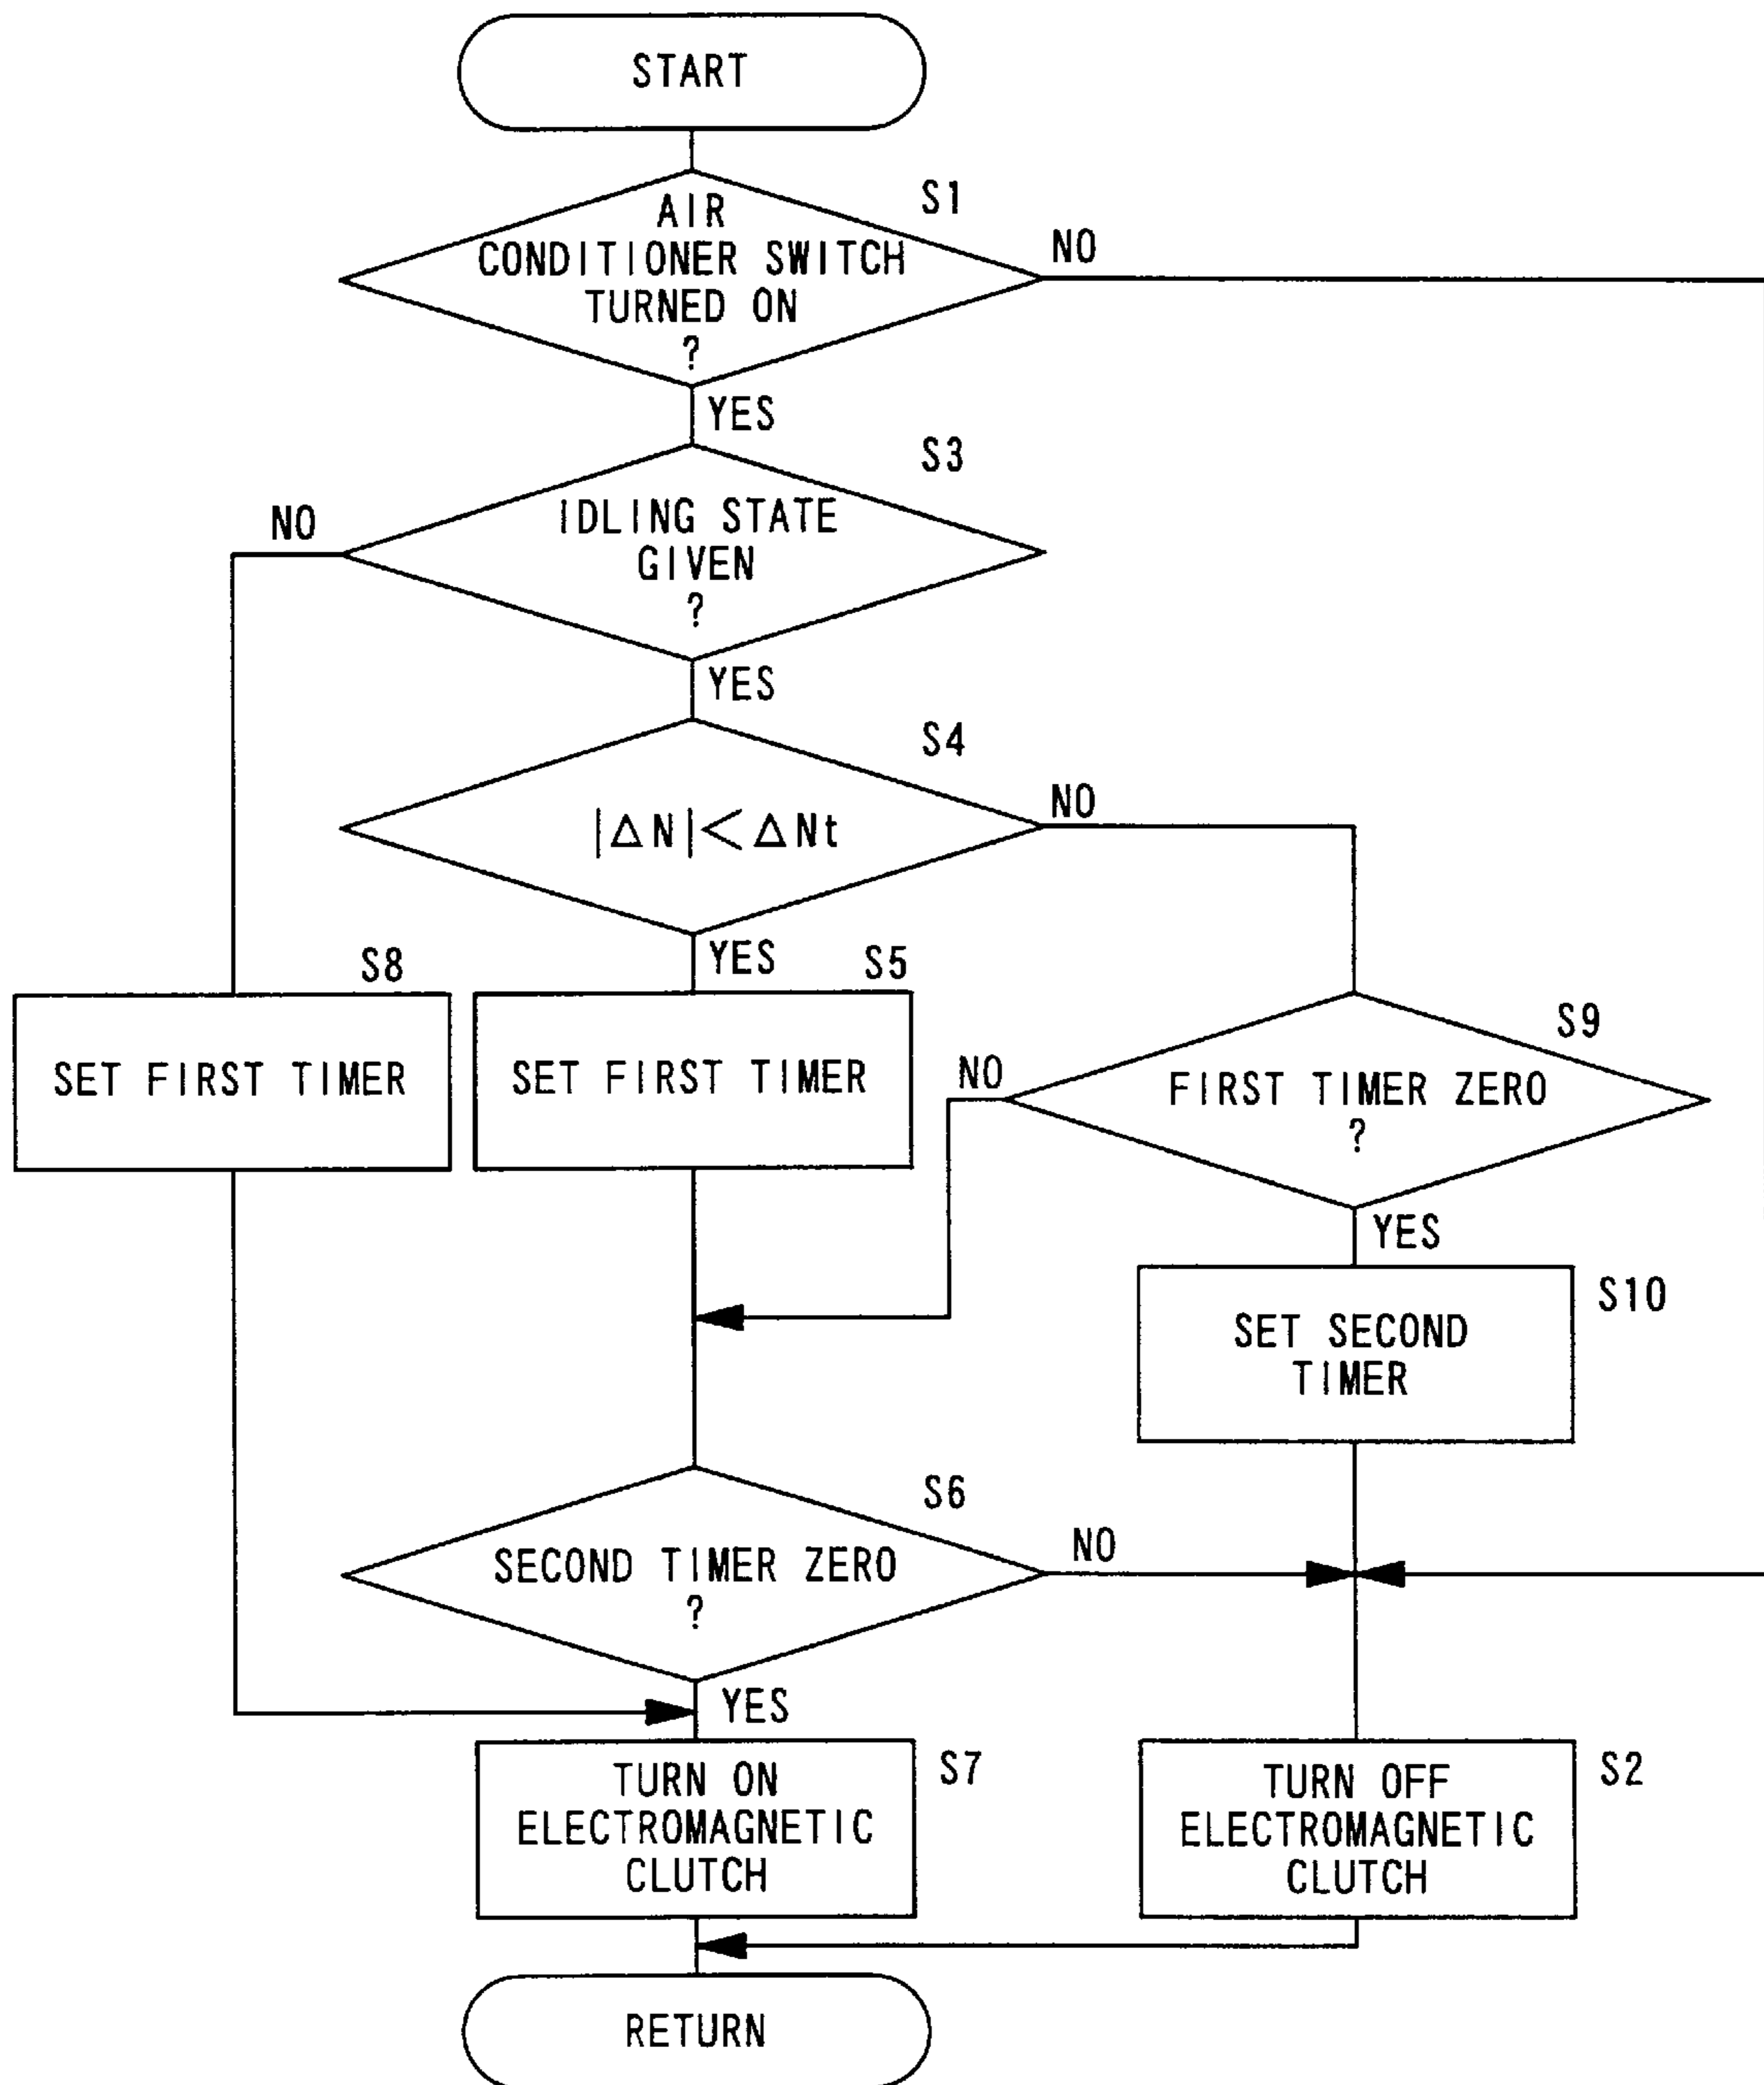 START
S1
AIR
CONDITIONER SWITCH
TURNED ON
?
NO
YES
S3
IDLING STATE
GIVEN
?
NO
YES
S4
|ΔN|<ΔNt
NO
YES
S8
SET FIRST TIMER
S5
SET FIRST TIMER
S9
FIRST TIMER ZERO
?
NO
YES
S10
SET SECOND
TIMER
S6
SECOND TIMER ZERO
?
NO
YES
S7
TURN ON
ELECTROMAGNETIC
CLUTCH
S2
TURN OFF
ELECTROMAGNETIC
CLUTCH
RETURN